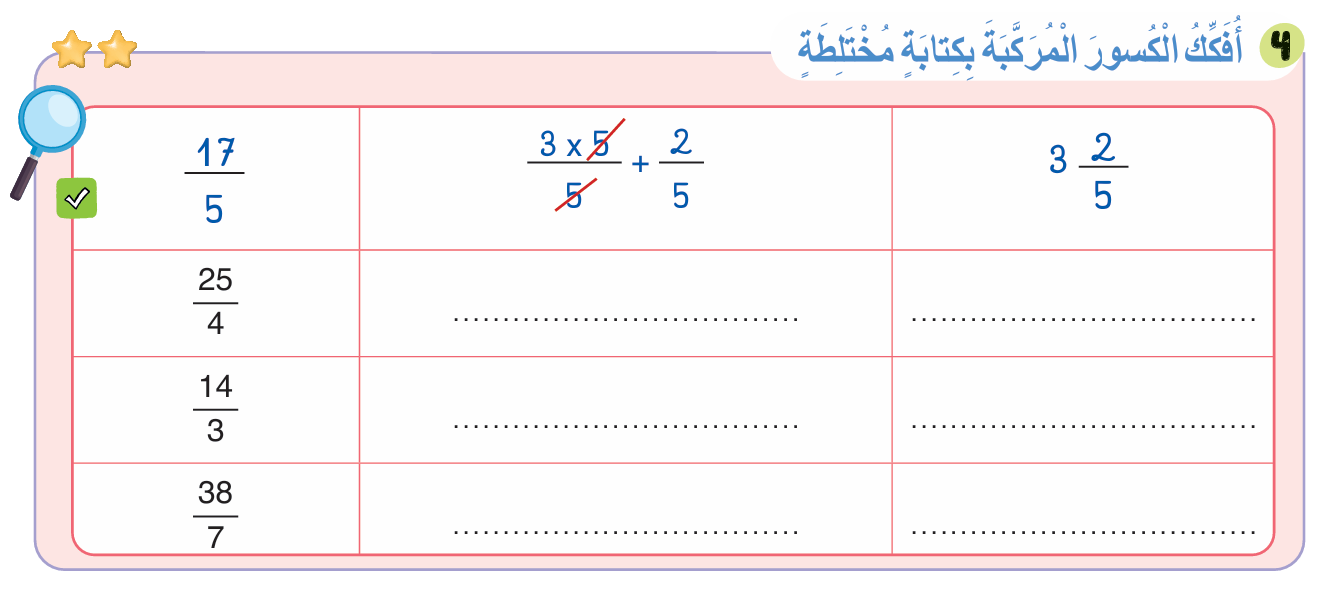 4 أُفَكِّكُ الْكُسورَ الْمُرَكَّبَةَ بِكِتابَةٍ مُخْتَلِطَةٍ
17/5 3 x 5/5 + 2/5 3 2/5
25/4 ................................... ...................................
14/3 ................................... ...................................
38/7 ................................... ...................................